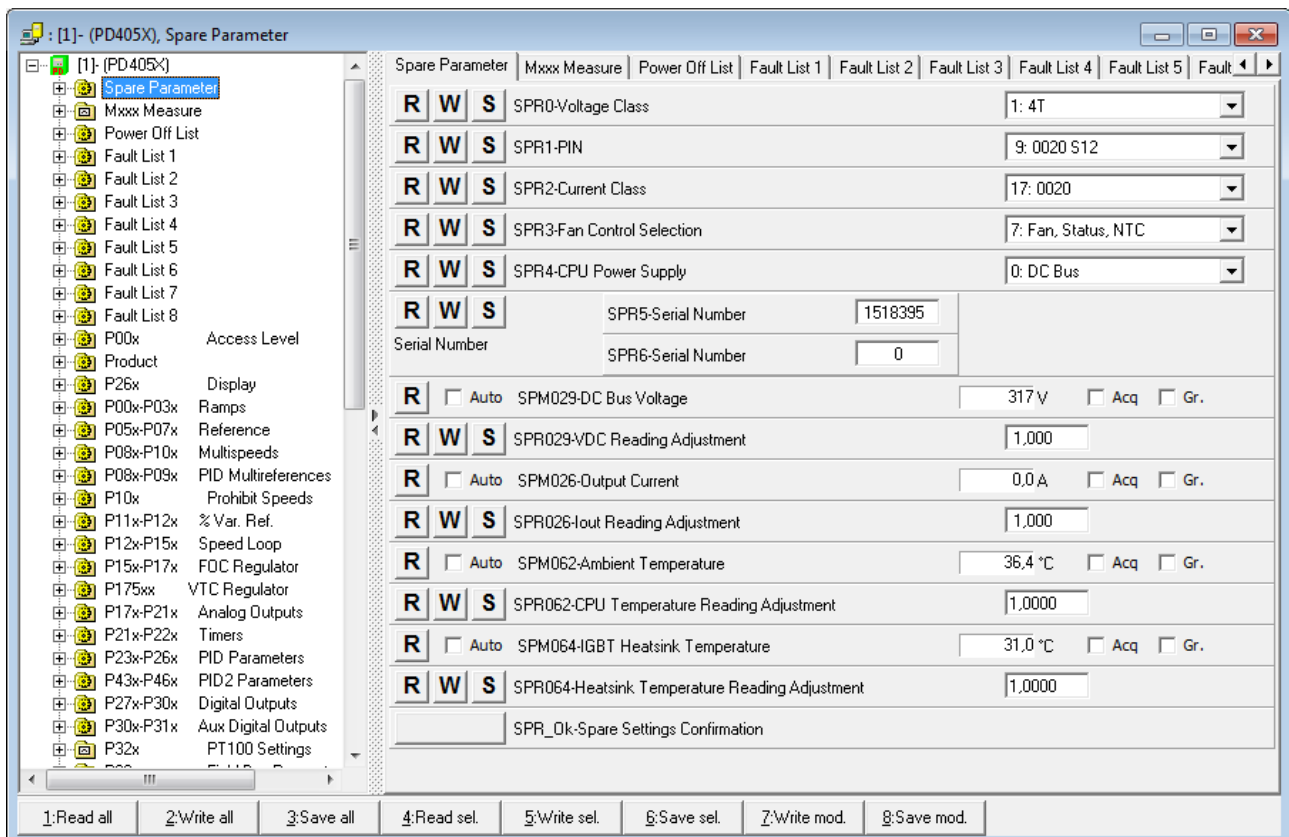 : [1]- (PD405X), Spare Parameter
[1]- (PD405X)
Spare Parameter
Mxxx Measure
Power Off List
Fault List 1
Fault List 2
Fault List 3
Fault List 4
Fault List 5
Fault List 6
Fault List 7
Fault List 8
P00x Access Level
Product
P26x Display
P00x-P03x Ramps
P05x-P07x Reference
P08x-P10x Multispeeds
P08x-P09x PID Multireferences
P10x Prohibit Speeds
P11x-P12x % Var. Ref.
P12x-P15x Speed Loop
P15x-P17x FOC Regulator
P175xx VTC Regulator
P17x-P21x Analog Outputs
P21x-P22x Timers
P23x-P26x PID Parameters
P43x-P46x PID2 Parameters
P27x-P30x Digital Outputs
P30x-P31x Aux Digital Outputs
P32x PT100 Settings
Spare Parameter Mxxx Measure Power Off List Fault List 1 Fault List 2 Fault List 3 Fault List 4 Fault List 5 Fault
R W S SPR0-Voltage Class 1: 4T
R W S SPR1-PIN 9: 0020 S12
R W S SPR2-Current Class 17: 0020
R W S SPR3-Fan Control Selection 7: Fan, Status, NTC
R W S SPR4-CPU Power Supply 0: DC Bus
R W S SPR5-Serial Number 1518395
Serial Number SPR6-Serial Number 0
R Auto SPM029-DC Bus Voltage 317 V Acq Gr.
R W S SPR029-VDC Reading Adjustment 1,000
R Auto SPM026-Output Current 0,0 A Acq Gr.
R W S SPR026-Iout Reading Adjustment 1,000
R Auto SPM062-Ambient Temperature 36,4 °C Acq Gr.
R W S SPR062-CPU Temperature Reading Adjustment 1,0000
R Auto SPM064-IGBT Heatsink Temperature 31,0 °C Acq Gr.
R W S SPR064-Heatsink Temperature Reading Adjustment 1,0000
SPR_Ok-Spare Settings Confirmation
1:Read all 2:Write all 3:Save all 4:Read sel. 5:Write sel. 6:Save sel. 7:Write mod. 8:Save mod.